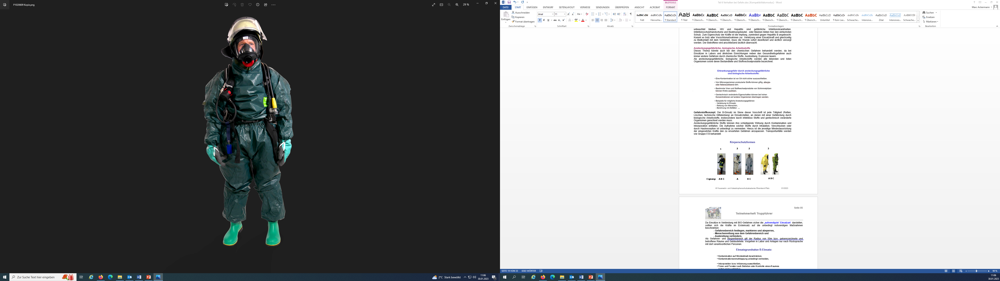 P1020609 Kopie.png
29 %
Zur Suche Text hier eingeben
2°C Stark bewölkt
11:06
30.01.2023
Teil II Verhalten bei Gefahr.doc [Kompatibilitätsmodus] - Word
BILDTOOLS
DATEI START EINFÜGEN ENTWURF SEITENLAYOUT VERWEISE SENDUNGEN ÜBERPRÜFEN ANSICHT ACROBAT FORMAT
Marc Ackermann
Einfügen
Ausschneiden
Kopieren
Format übertragen
Zwischenablage
Arial 11
F K U
Schriftart
Absatz
Fett Hervorhe... ¶ Standard ¶ Titel ¶ Übersch... ¶ Übersch... ¶ Übersch... ¶ Übersch... ¶ Übersch... ¶ Übersch... ¶ Übersch... ¶ Übersch... ¶ Übersch... Untertitel ¶ Kein Lee... Schwache... Intensive... Zitat Intensives... Schwache...
Formatvorlagen
Suchen
Ersetzen
Markieren
Bearbeiten
unbeachtet bleiben. HIV und Hepatitis sind gefährliche Infektionskrankheiten.
Infektionsschutzhandschuhe und Beatmungsbeutel- oder Masken bilden hier den einfachsten
Schutz. Zum Eigenschutz der Kräfte ist die Impfung, zumindest gegen Hepatitis B angebracht.
Kommt es trotz aller Vorsichtsmaßnahmen zur Verletzung einer Einsatzkraft und gleichzeitig
zu Blutkontakt mit dem Verletzten, muss die Wunde sofort desinfiziert und ärztlich versorgt
werden. Der Betroffene wird anschließend ärztlich überwacht.
Ansteckungsgefährliche, biologische Arbeitsstoffe
Dieses Thema könnte auch bei den chemischen Gefahren behandelt werden, da bei
Einsätzen in Labors und ähnlichen Einrichtungen neben den Gesundheitsgefahren auch
immer andere Gefahren durch chemische Stoffe, Ausbreitung, Explosion lauern.
Als ansteckungsgefährliche, biologische Arbeitsstoffe werden alle lebenden und toten
Organismen sowie deren Bestandteile und Stoffwechselprodukte bezeichnet.
Erkrankungsgefahr durch ansteckungsgefährliche
und biologische Arbeitsstoffe:
• Eine Kontamination ist vor Ort nicht sicher auszuschließen.
• Von Mikroorganismen produzierte Stoffe können giftig, allergie-
oder fieberauslösend sein.
• Bestimmte Viren und Stoffwechselprodukte von Schimmelpilzen
können Krebs auslösen.
• Gentechnisch veränderte Eigenschaften können bei hohen
Konzentrationen auf andere Organismen übertragen werden.
• Beispiele für mögliche Ansteckungsgefahren
- Verletzung im Einsatz,
- Rettung von Menschen,
- Berührung mit Abfällen ....
Gefahrstoffkonzept: Der B-Einsatz im Sinne dieser Vorschrift ist jede Tätigkeit (Retten,
Löschen, technische Hilfeleistung) an Einsatzstellen, an denen mit einer Gefährdung durch
biologische Arbeitsstoffe, insbesondere durch infektiöse Stoffe und gentechnisch veränderte
Organismen gerechnet werden muss.
Ansteckungsgefährliche Stoffe können ihre schädigende Wirkung durch Kontamination und
Inkorporation entfalten. Die Aufnahme solcher Stoffe durch Inhalation, Verschlucken oder
durch Hautresorption ist unbedingt zu vermeiden. Hierzu ist die jeweilige Mindestausrüstung
der eingesetzten Kräfte den zu erwarteten Gefahren anzupassen. Transportunfälle werden
wie Gruppe II B behandelt.
Körperschutzformen
1 2 2 3
Eignung: A B C A B C A B C
© Feuerwehr- und Katastrophenschutzakademie Rheinland-Pfalz 01/2023
Seite 85
Teilnehmerheft Truppführer
Da Einsätze in Verbindung mit BIO-Gefahren sicher die „aufwendigste“ Einsatzart darstellen,
sollten sich die Kräfte im Ersteinsatz auf die unbedingt notwendigen Maßnahmen
beschränken:
- Gefahrenbereich festlegen, markieren und absperren,
- Menschenrettung aus dem Gefahrenbereich und
- Ausbreitung verhindern.
Als Gefahren- und Absperrbereich gilt der Radius von 50m bzw. gekennzeichnete und
betroffene Räume und Gebäudeteile. Vorgehen in Labor und Anlagen nur nach Rücksprache
mit dort verantwortlichen Personen.
Einsatzgrundsätze B-Einsatz:
• Kontamination auf Mindestmaß beschränken,
• Kontaminationsverschleppung unbedingt vermeiden,
• Inkorporation bzw. Infizierung ausschließen,
• Türen und Fenster nach Betreten oder Kontrolle eines Raumes
SEITE 19 VON 33 6583 WÖRTER
90 %
11:06
30.01.2023